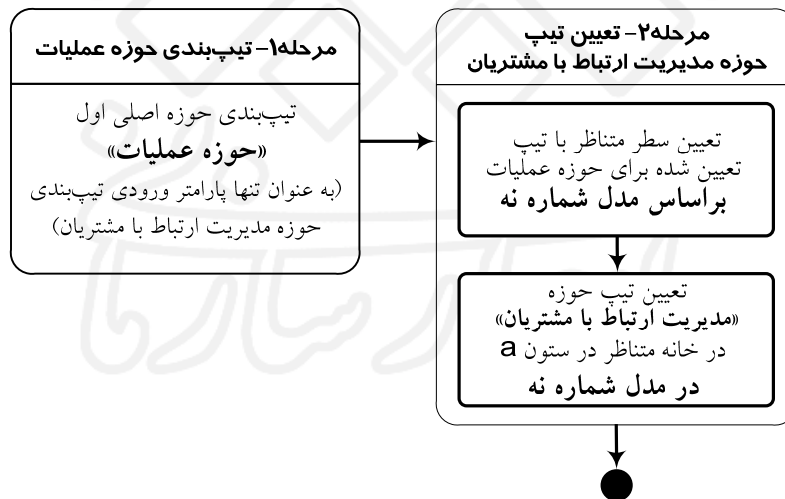 مرحله۱- تیپ‌بندی حوزه عملیات
تیپ‌بندی حوزه اصلی اول
«حوزه عملیات»
(به عنوان تنها پارامتر ورودی تیپ‌بندی
حوزه مدیریت ارتباط با مشتریان)
مرحله۲- تعیین تیپ
حوزه مدیریت ارتباط با مشتریان
تعیین سطر متناظر با تیپ
تعیین شده برای حوزه عملیات
براساس مدل شماره نه
تعیین تیپ حوزه
«مدیریت ارتباط با مشتریان»
در خانه متناظر در ستون a
در مدل شماره نه